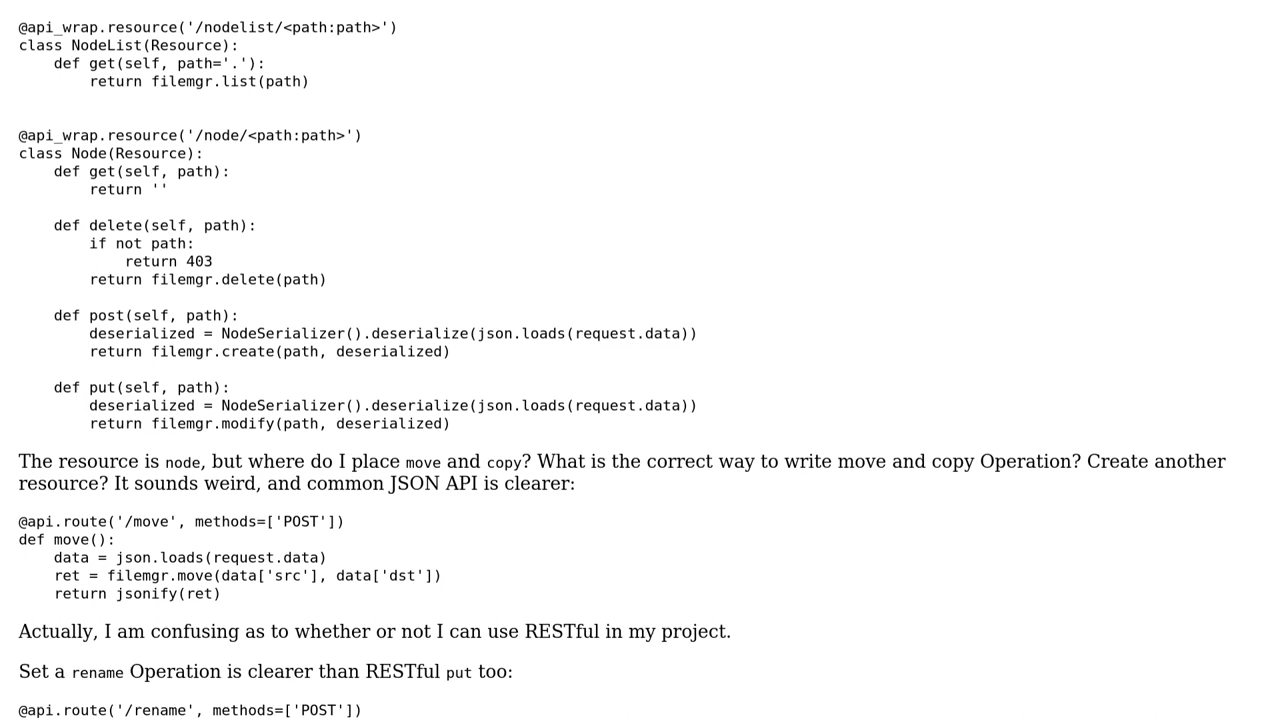 @api_wrap.resource('/nodelist/<path:path>')
class NodeList(Resource):
    def get(self, path='.'):
        return filemgr.list(path)
@api_wrap.resource('/node/<path:path>')
class Node(Resource):
    def get(self, path):
        return ''
    def delete(self, path):
        if not path:
            return 403
        return filemgr.delete(path)
    def post(self, path):
        deserialized = NodeSerializer().deserialize(json.loads(request.data))
        return filemgr.create(path, deserialized)
    def put(self, path):
        deserialized = NodeSerializer().deserialize(json.loads(request.data))
        return filemgr.modify(path, deserialized)
The resource is node, but where do I place move and copy? What is the correct way to write move and copy Operation? Create another
resource? It sounds weird, and common JSON API is clearer:
@api.route('/move', methods=['POST'])
def move():
    data = json.loads(request.data)
    ret = filemgr.move(data['src'], data['dst'])
    return jsonify(ret)
Actually, I am confusing as to whether or not I can use RESTful in my project.
Set a rename Operation is clearer than RESTful put too:
@api.route('/rename', methods=['POST'])